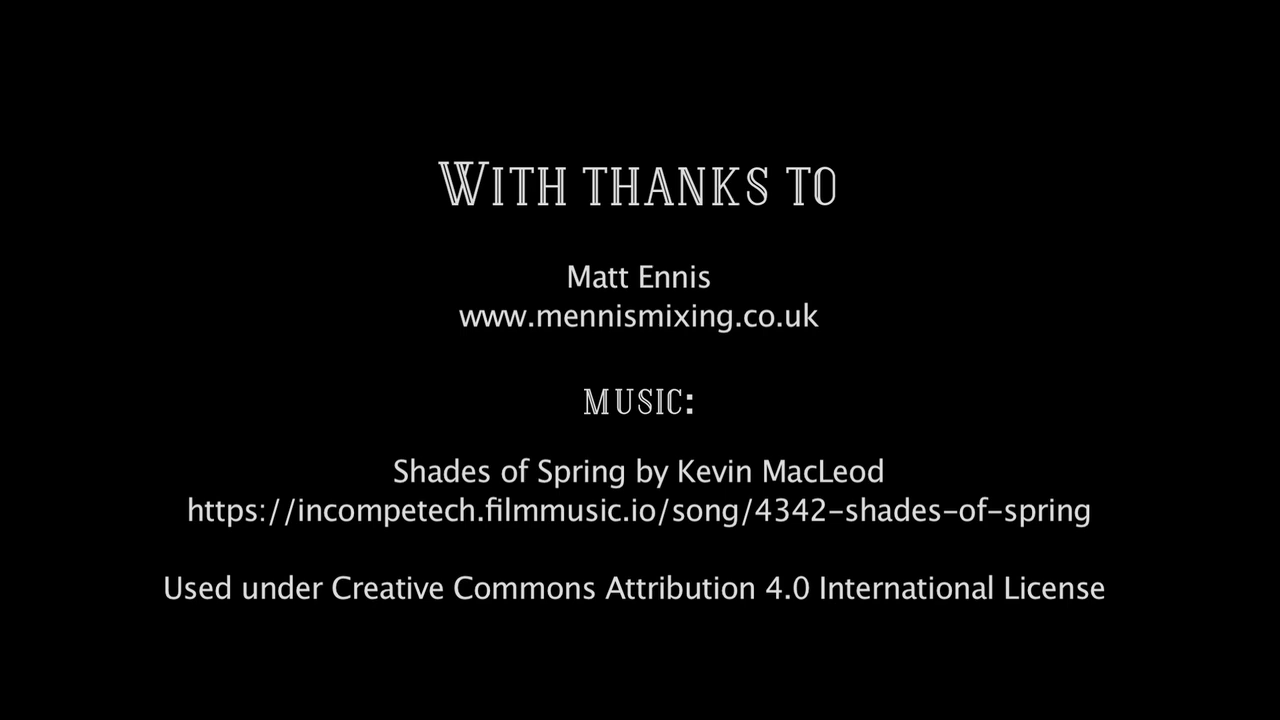 With thanks to
Matt Ennis
www.mennismixing.co.uk
music:
Shades of Spring by Kevin MacLeod
https://incompetech.filmmusic.io/song/4342-shades-of-spring
Used under Creative Commons Attribution 4.0 International License